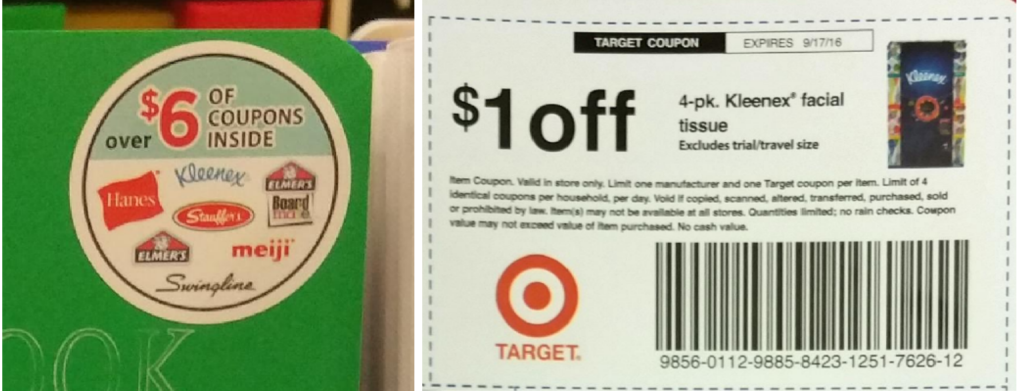 over $6 OF
COUPONS
INSIDE
Kleenex
Hanes
ELMER'S
Board
Stauffer's
ELMER'S
meiji
Swingline
OOK
TARGET COUPON EXPIRES 9/17/16
$1off
4-pk. Kleenex® facial
tissue
Excludes trial/travel size
Kleenex
Item Coupon. Valid in store only. Limit one manufacturer and one Target coupon per item. Limit of 4
identical coupons per household, per day. Void if copied, scanned, altered, transferred, purchased, sold
or prohibited by law. Item(s) may not be available at all stores. Quantities limited; no rain checks. Coupon
value may not exceed value of item purchased. No cash value.
TARGET
9856-0112-9885-8423-1251-7626-12